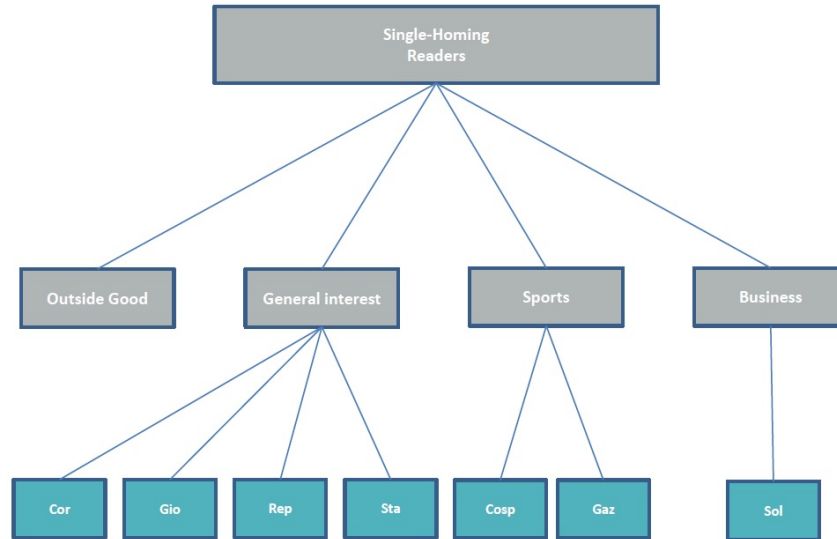 Single-Homing
Readers
Outside Good
General interest
Sports
Business
Cor
Gio
Rep
Sta
Cosp
Gaz
Sol